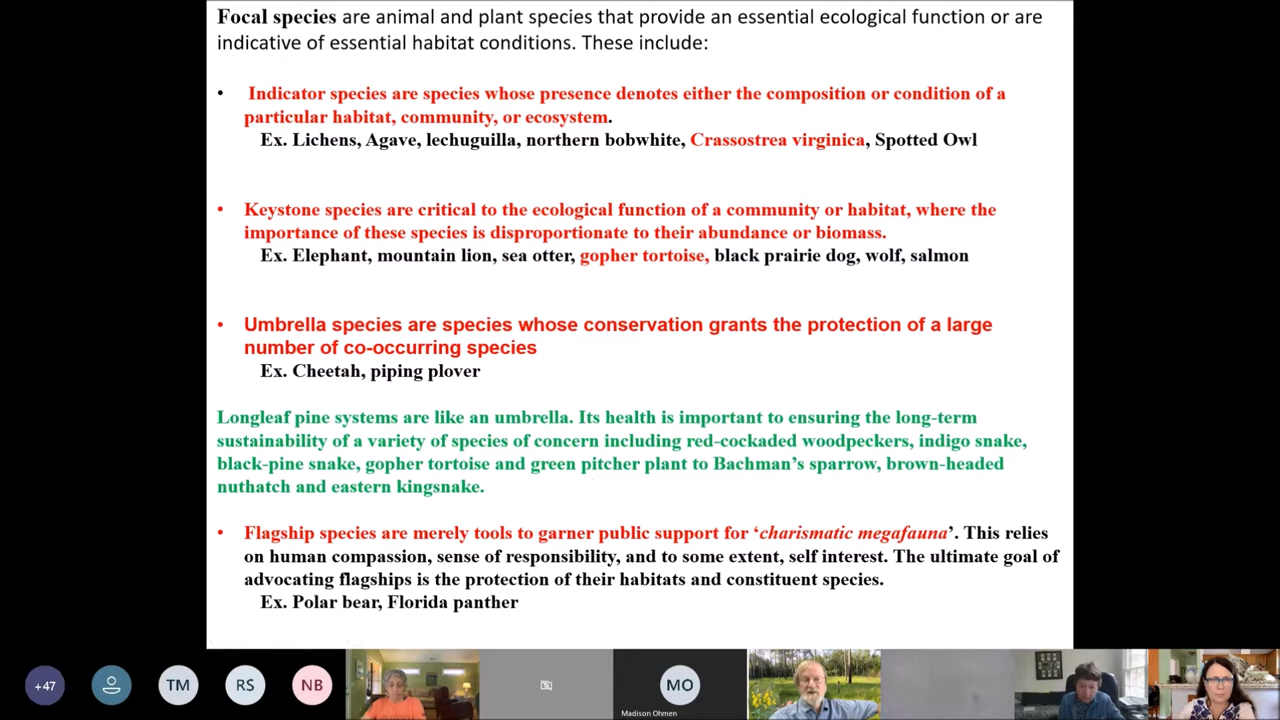 Focal species are animal and plant species that provide an essential ecological function or are
indicative of essential habitat conditions. These include:
• Indicator species are species whose presence denotes either the composition or condition of a
particular habitat, community, or ecosystem.
Ex. Lichens, Agave, lechuguilla, northern bobwhite, Crassostrea virginica, Spotted Owl
• Keystone species are critical to the ecological function of a community or habitat, where the
importance of these species is disproportionate to their abundance or biomass.
Ex. Elephant, mountain lion, sea otter, gopher tortoise, black prairie dog, wolf, salmon
• Umbrella species are species whose conservation grants the protection of a large
number of co-occurring species
Ex. Cheetah, piping plover
Longleaf pine systems are like an umbrella. Its health is important to ensuring the long-term
sustainability of a variety of species of concern including red-cockaded woodpeckers, indigo snake,
black-pine snake, gopher tortoise and green pitcher plant to Bachman's sparrow, brown-headed
nuthatch and eastern kingsnake.
• Flagship species are merely tools to garner public support for ‘charismatic megafauna’. This relies
on human compassion, sense of responsibility, and to some extent, self interest. The ultimate goal of
advocating flagships is the protection of their habitats and constituent species.
Ex. Polar bear, Florida panther
+47
TM
RS
NB
MO
Madison Ohmen